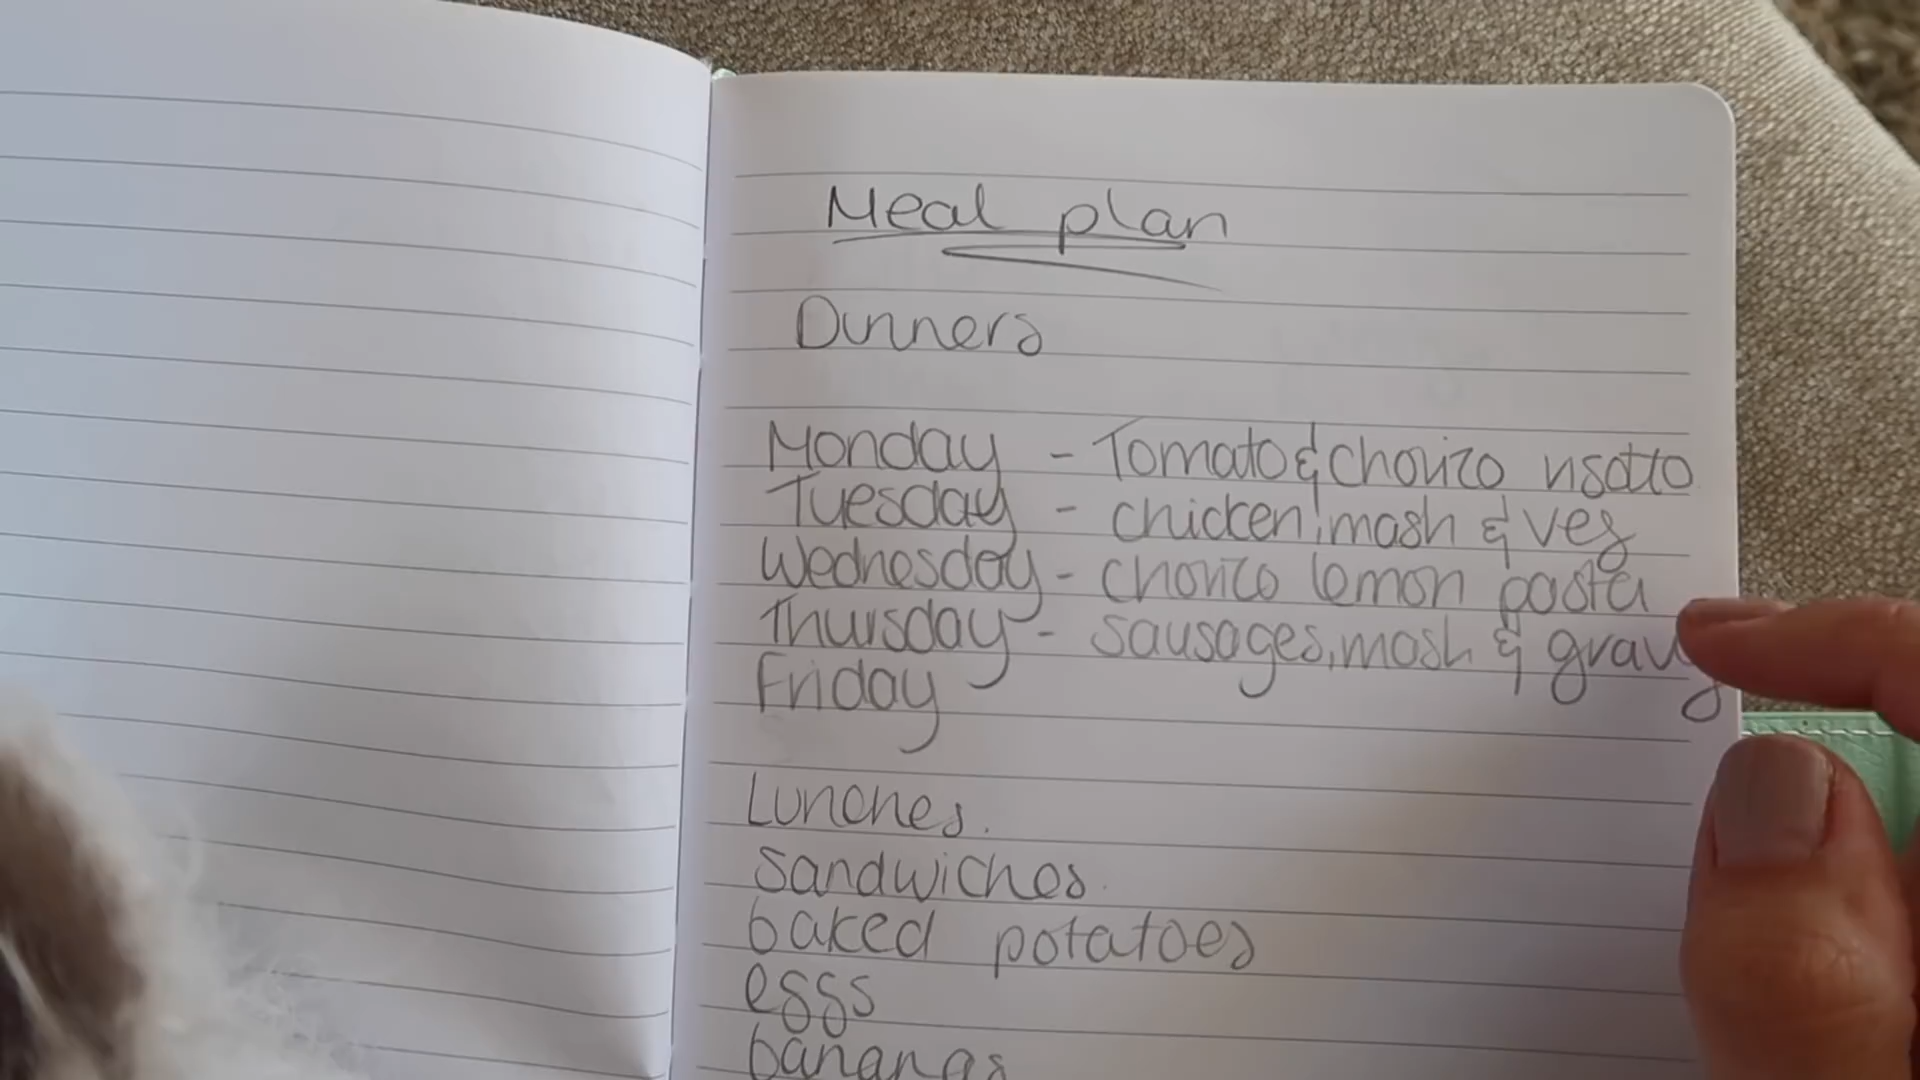 Meal plan
Dinners
Monday - Tomato & chorizo risotto
Tuesday - chicken, mash & veg
Wednesday - chorizo lemon pasta
Thursday - sausages, mash & gravy
Friday
Lunches.
sandwiches.
baked potatoes
eggs
bananas